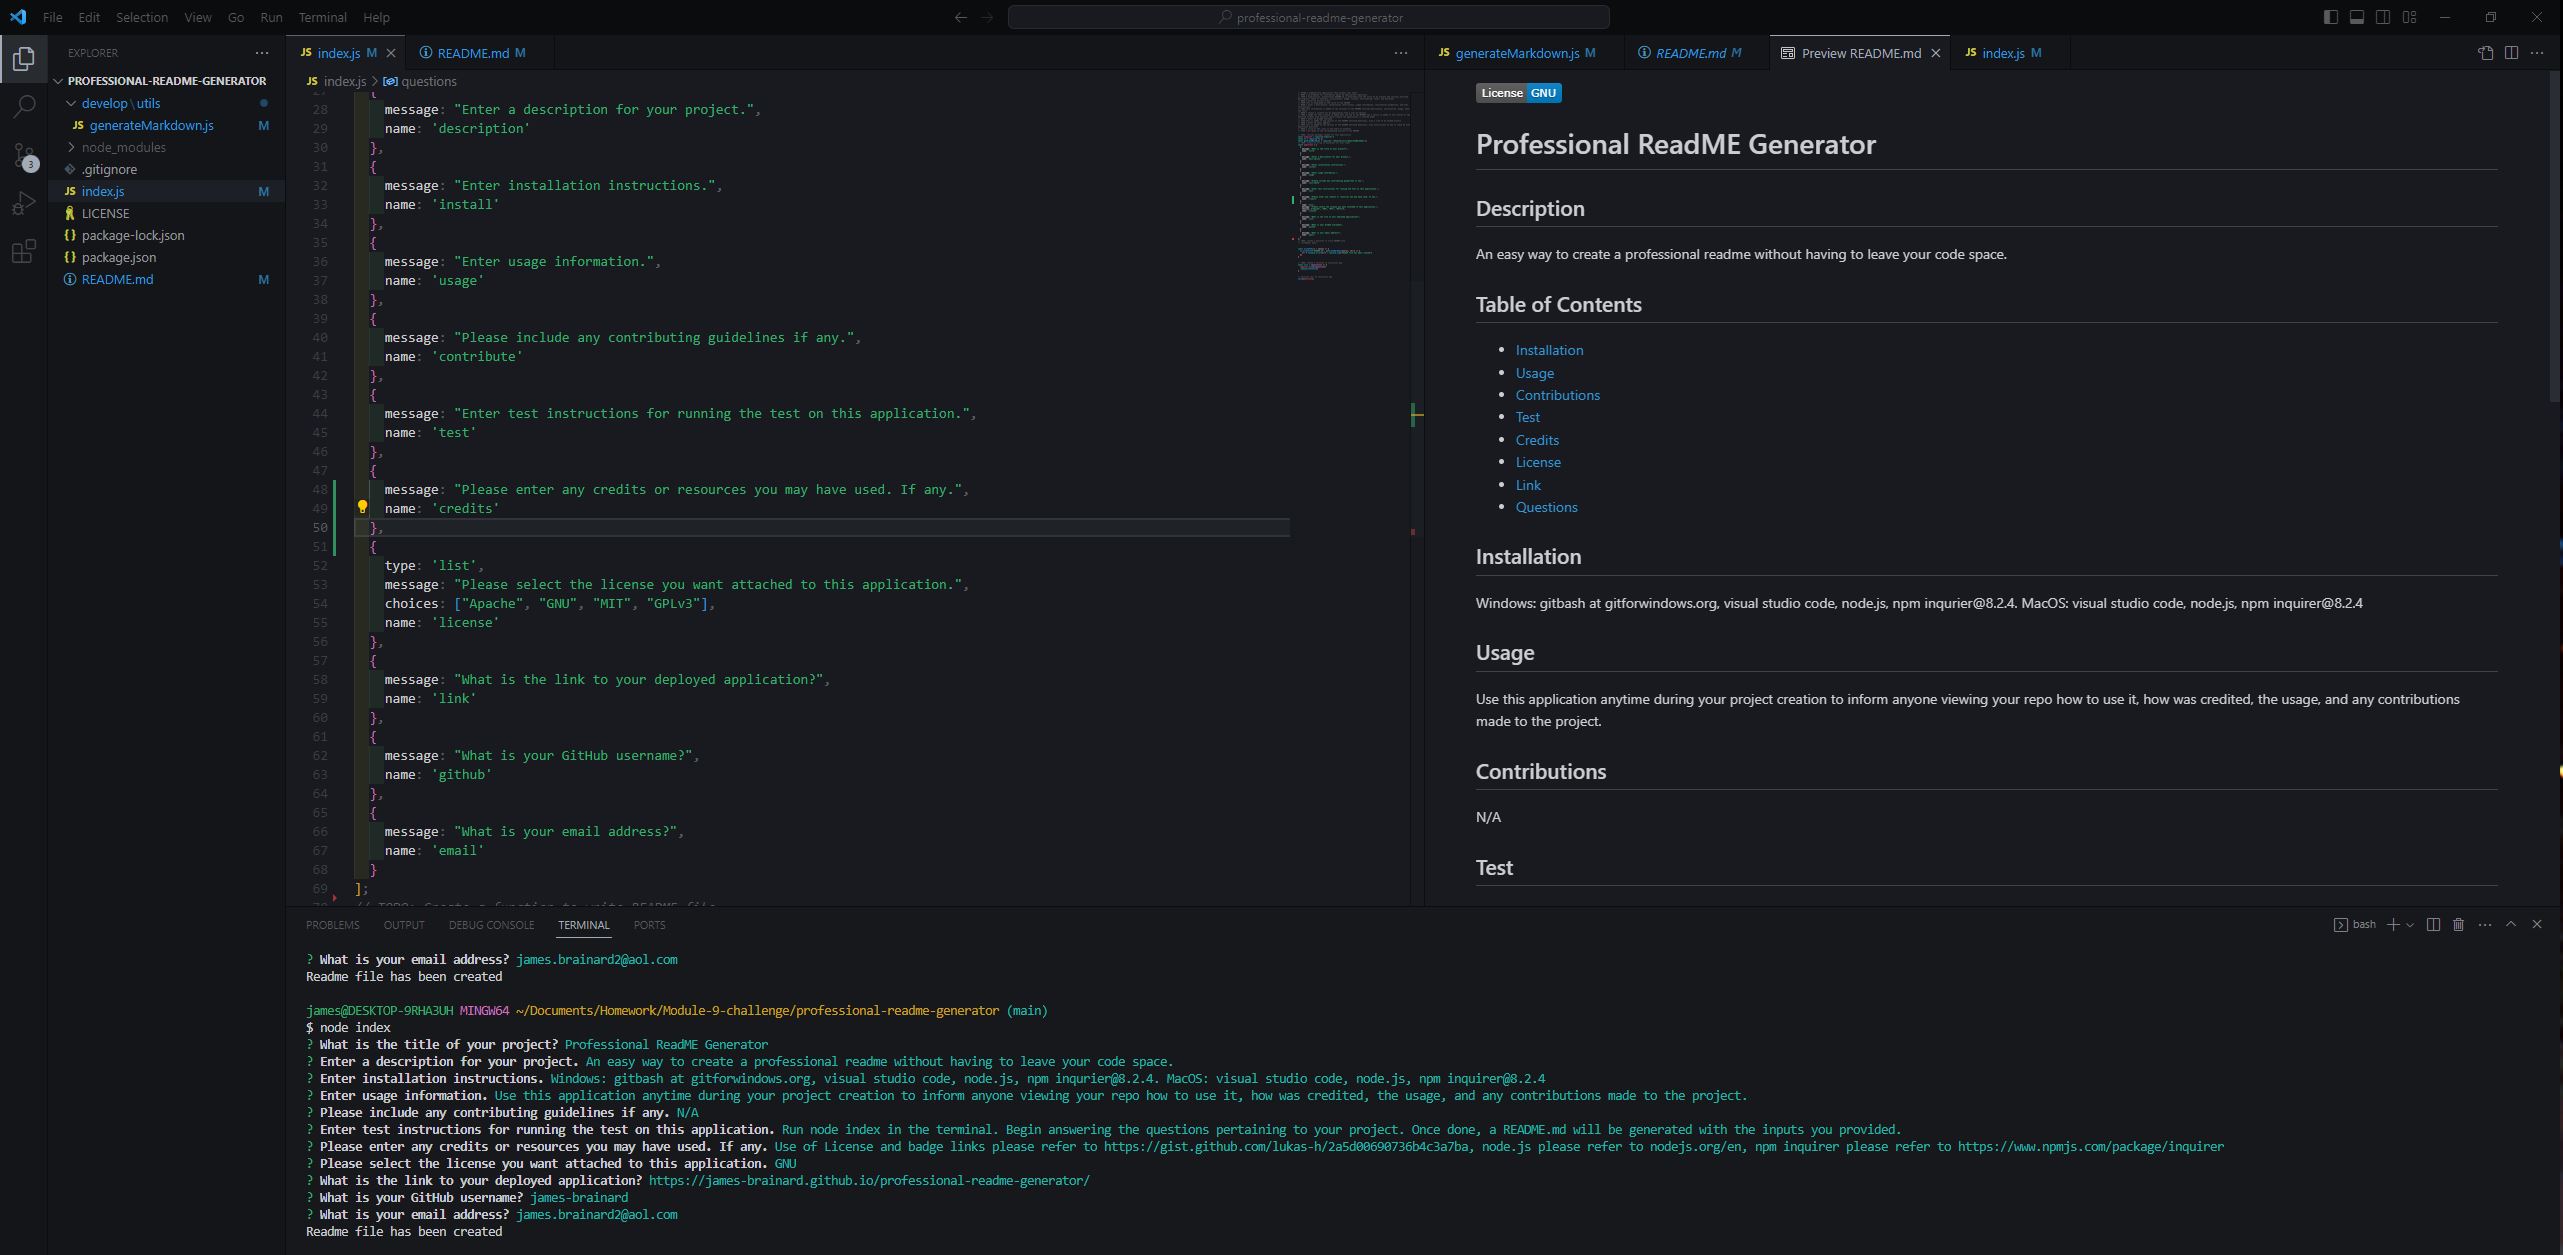 File Edit Selection View Go Run Terminal Help
professional-readme-generator
EXPLORER
PROFESSIONAL-README-GENERATOR
develop \ utils
JS generateMarkdown.js M
node_modules
.gitignore
JS index.js M
LICENSE
{} package-lock.json
{} package.json
README.md M
3
JS index.js M
README.md M
JS index.js > questions
28 message: "Enter a description for your project.",
29 name: 'description'
30 },
31 {
32 message: "Enter installation instructions.",
33 name: 'install'
34 },
35 {
36 message: "Enter usage information.",
37 name: 'usage'
38 },
39 {
40 message: "Please include any contributing guidelines if any.",
41 name: 'contribute'
42 },
43 {
44 message: "Enter test instructions for running the test on this application.",
45 name: 'test'
46 },
47 {
48 message: "Please enter any credits or resources you may have used. If any.",
49 name: 'credits'
50 },
51 {
52 type: 'list',
53 message: "Please select the license you want attached to this application.",
54 choices: ["Apache", "GNU", "MIT", "GPLv3"],
55 name: 'license'
56 },
57 {
58 message: "What is the link to your deployed application?",
59 name: 'link'
60 },
61 {
62 message: "What is your GitHub username?",
63 name: 'github'
64 },
65 {
66 message: "What is your email address?",
67 name: 'email'
68 }
69 ];
JS generateMarkdown.js M
README.md M
Preview README.md
JS index.js M
License GNU
Professional ReadME Generator
Description
An easy way to create a professional readme without having to leave your code space.
Table of Contents
• Installation
• Usage
• Contributions
• Test
• Credits
• License
• Link
• Questions
Installation
Windows: gitbash at gitforwindows.org, visual studio code, node.js, npm inqurier@8.2.4. MacOS: visual studio code, node.js, npm inquirer@8.2.4
Usage
Use this application anytime during your project creation to inform anyone viewing your repo how to use it, how was credited, the usage, and any contributions
made to the project.
Contributions
N/A
Test
PROBLEMS OUTPUT DEBUG CONSOLE TERMINAL PORTS
bash
? What is your email address? james.brainard2@aol.com
Readme file has been created
james@DESKTOP-9RHA3UH MINGW64 ~/Documents/Homework/Module-9-challenge/professional-readme-generator (main)
$ node index
? What is the title of your project? Professional ReadME Generator
? Enter a description for your project. An easy way to create a professional readme without having to leave your code space.
? Enter installation instructions. Windows: gitbash at gitforwindows.org, visual studio code, node.js, npm inqurier@8.2.4. MacOS: visual studio code, node.js, npm inquirer@8.2.4
? Enter usage information. Use this application anytime during your project creation to inform anyone viewing your repo how to use it, how was credited, the usage, and any contributions made to the project.
? Please include any contributing guidelines if any. N/A
? Enter test instructions for running the test on this application. Run node index in the terminal. Begin answering the questions pertaining to your project. Once done, a README.md will be generated with the inputs you provided.
? Please enter any credits or resources you may have used. If any. Use of License and badge links please refer to https://gist.github.com/lukas-h/2a5d00690736b4c3a7ba, node.js please refer to nodejs.org/en, npm inquirer please refer to https://www.npmjs.com/package/inquirer
? Please select the license you want attached to this application. GNU
? What is the link to your deployed application? https://james-brainard.github.io/professional-readme-generator/
? What is your GitHub username? james-brainard
? What is your email address? james.brainard2@aol.com
Readme file has been created